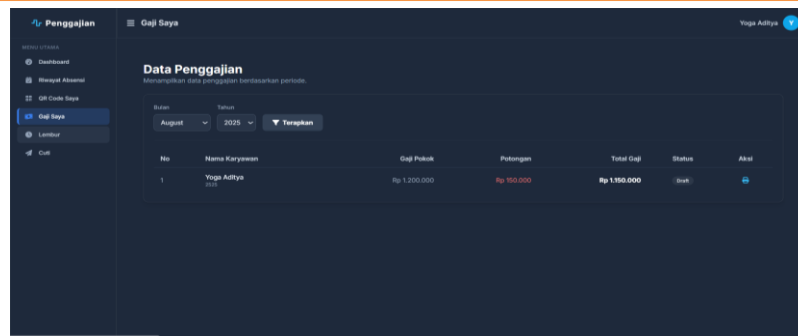 Penggajian
Gaji Saya
Yoga Aditya
Y
MENU UTAMA
Dashboard
Riwayat Absensi
QR Code Saya
Gaji Saya
Lembur
Cuti
Data Penggajian
Menampilkan data penggajian berdasarkan periode.
Bulan Tahun
August 2025 Terapkan
No Nama Karyawan Gaji Pokok Potongan Total Gaji Status Aksi
1 Yoga Aditya Rp 1.200.000 Rp 150.000 Rp 1.150.000 Draft